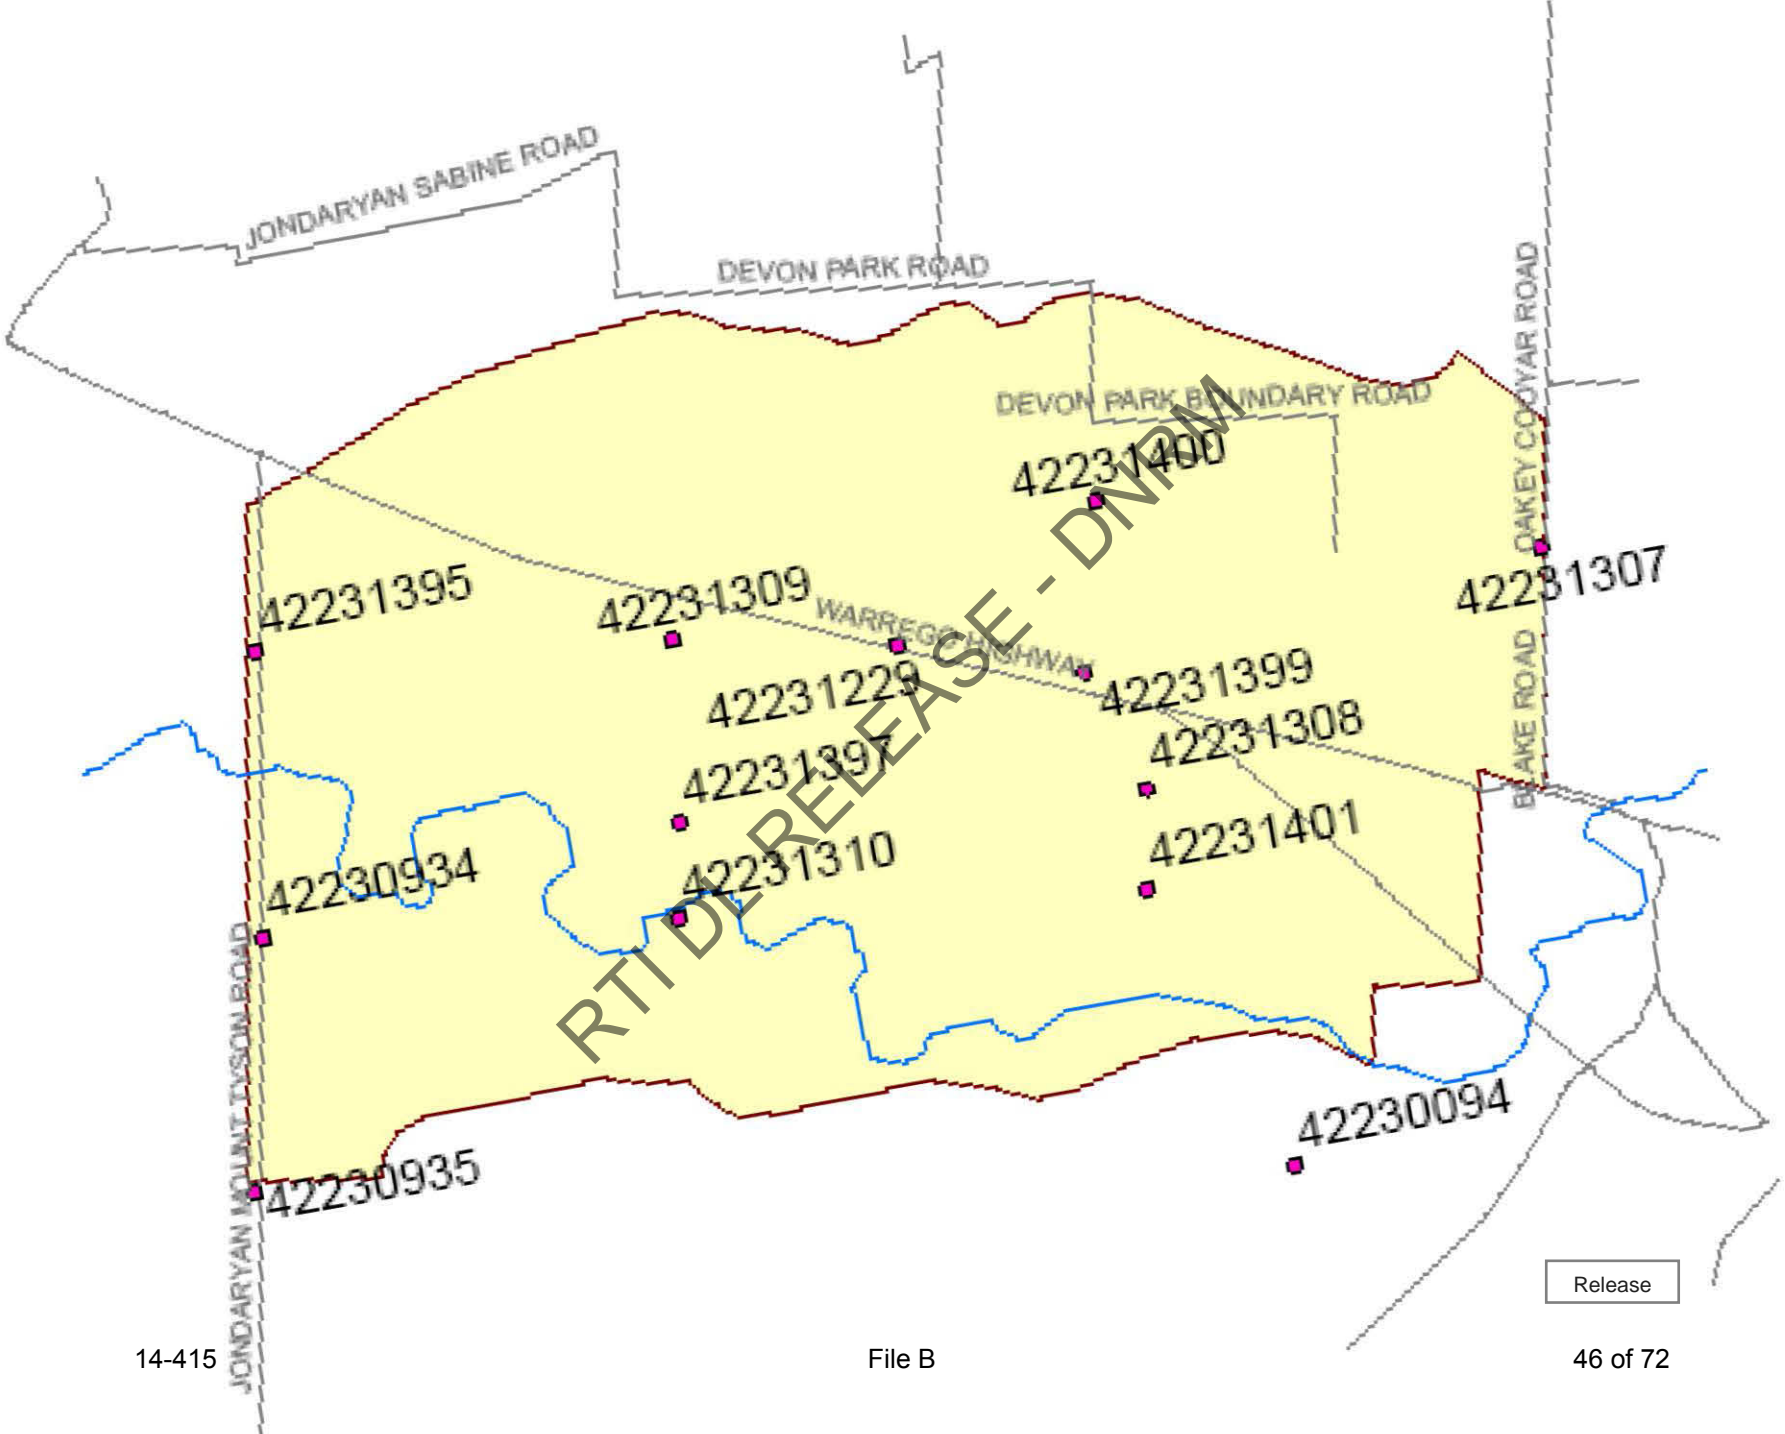 JONDARYAN SABINE ROAD
DEVON PARK ROAD
OAKEY COOYAR ROAD
DEVON PARK BOUNDARY ROAD
42231400
42231307
42231395
42231309
WARREGO HIGHWAY
42231229
42231399
42231308
BLAKE ROAD
42231397
42231401
42231310
42230934
RTI DL RELEASE - DNRM
JONDARYAN MOUNT TYSON ROAD
42230094
42230935
Release
14-415
File B
46 of 72